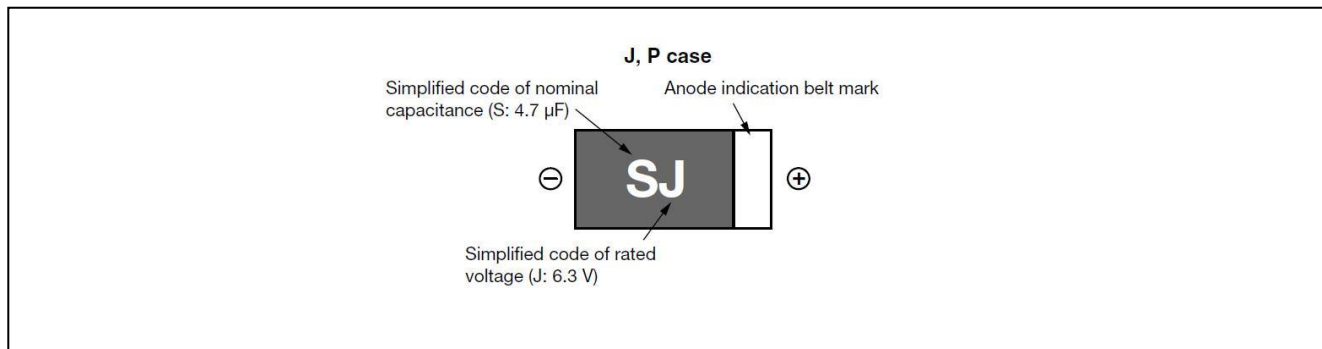 J, P case
Simplified code of nominal
capacitance (S: 4.7 µF)
Anode indication belt mark
⊖
SJ
⊕
Simplified code of rated
voltage (J: 6.3 V)